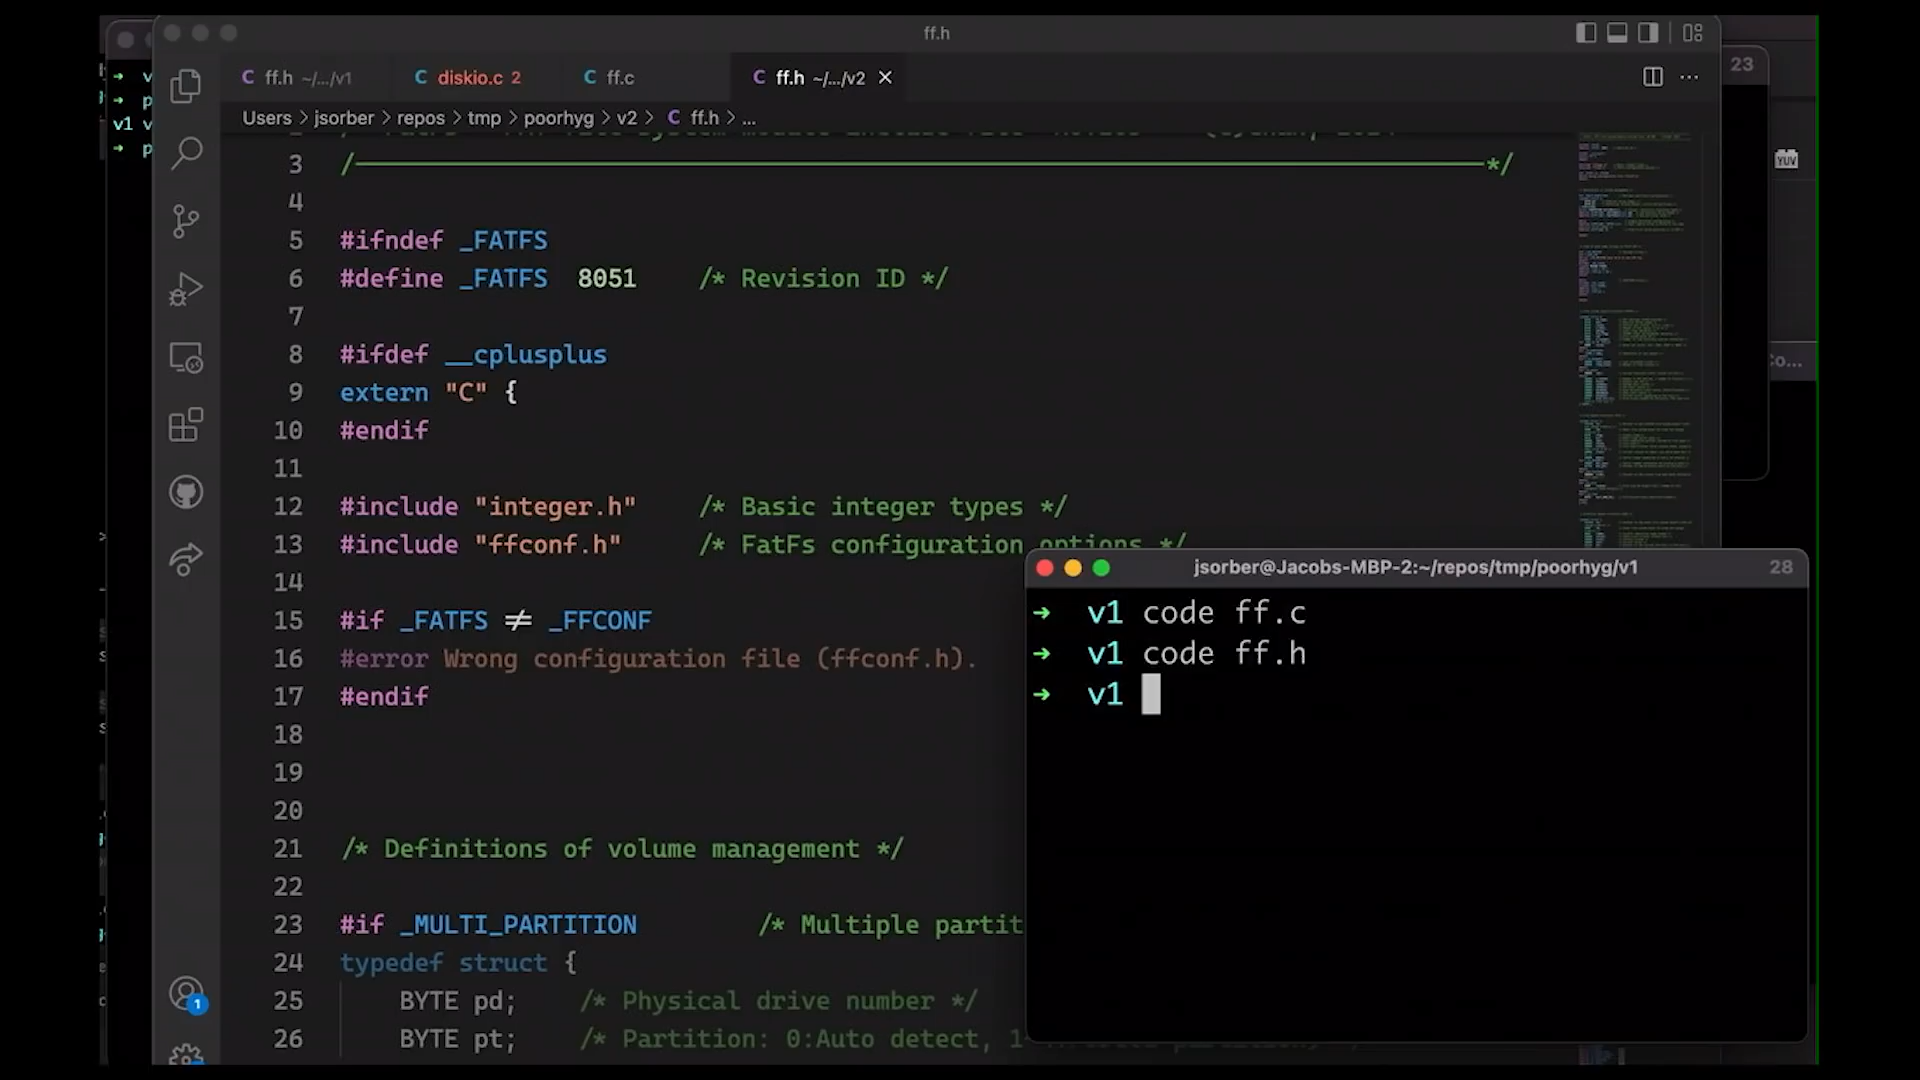 ff.h
ff.h ~/.../v1
diskio.c 2
ff.c
ff.h ~/.../v2
23
Users > jsorber > repos > tmp > poorhyg > v2 > C ff.h > ...
3 /*/
4
5 #ifndef _FATFS
6 #define _FATFS 8051 /* Revision ID */
7
8 #ifdef __cplusplus
9 extern "C" {
10 #endif
11
12 #include "integer.h" /* Basic integer types */
13 #include "ffconf.h" /* FatFs configuration options */
14
15 #if _FATFS ≠ _FFCONF
16 #error Wrong configuration file (ffconf.h).
17 #endif
18
19
20
21 /* Definitions of volume management */
22
23 #if _MULTI_PARTITION /* Multiple partit
24 typedef struct {
25 BYTE pd; /* Physical drive number */
26 BYTE pt; /* Partition: 0:Auto detect, 1
v1
YUV
Co...
1
jsorber@Jacobs-MBP-2:~/repos/tmp/poorhyg/v1 28
→ v1 code ff.c
→ v1 code ff.h
→ v1